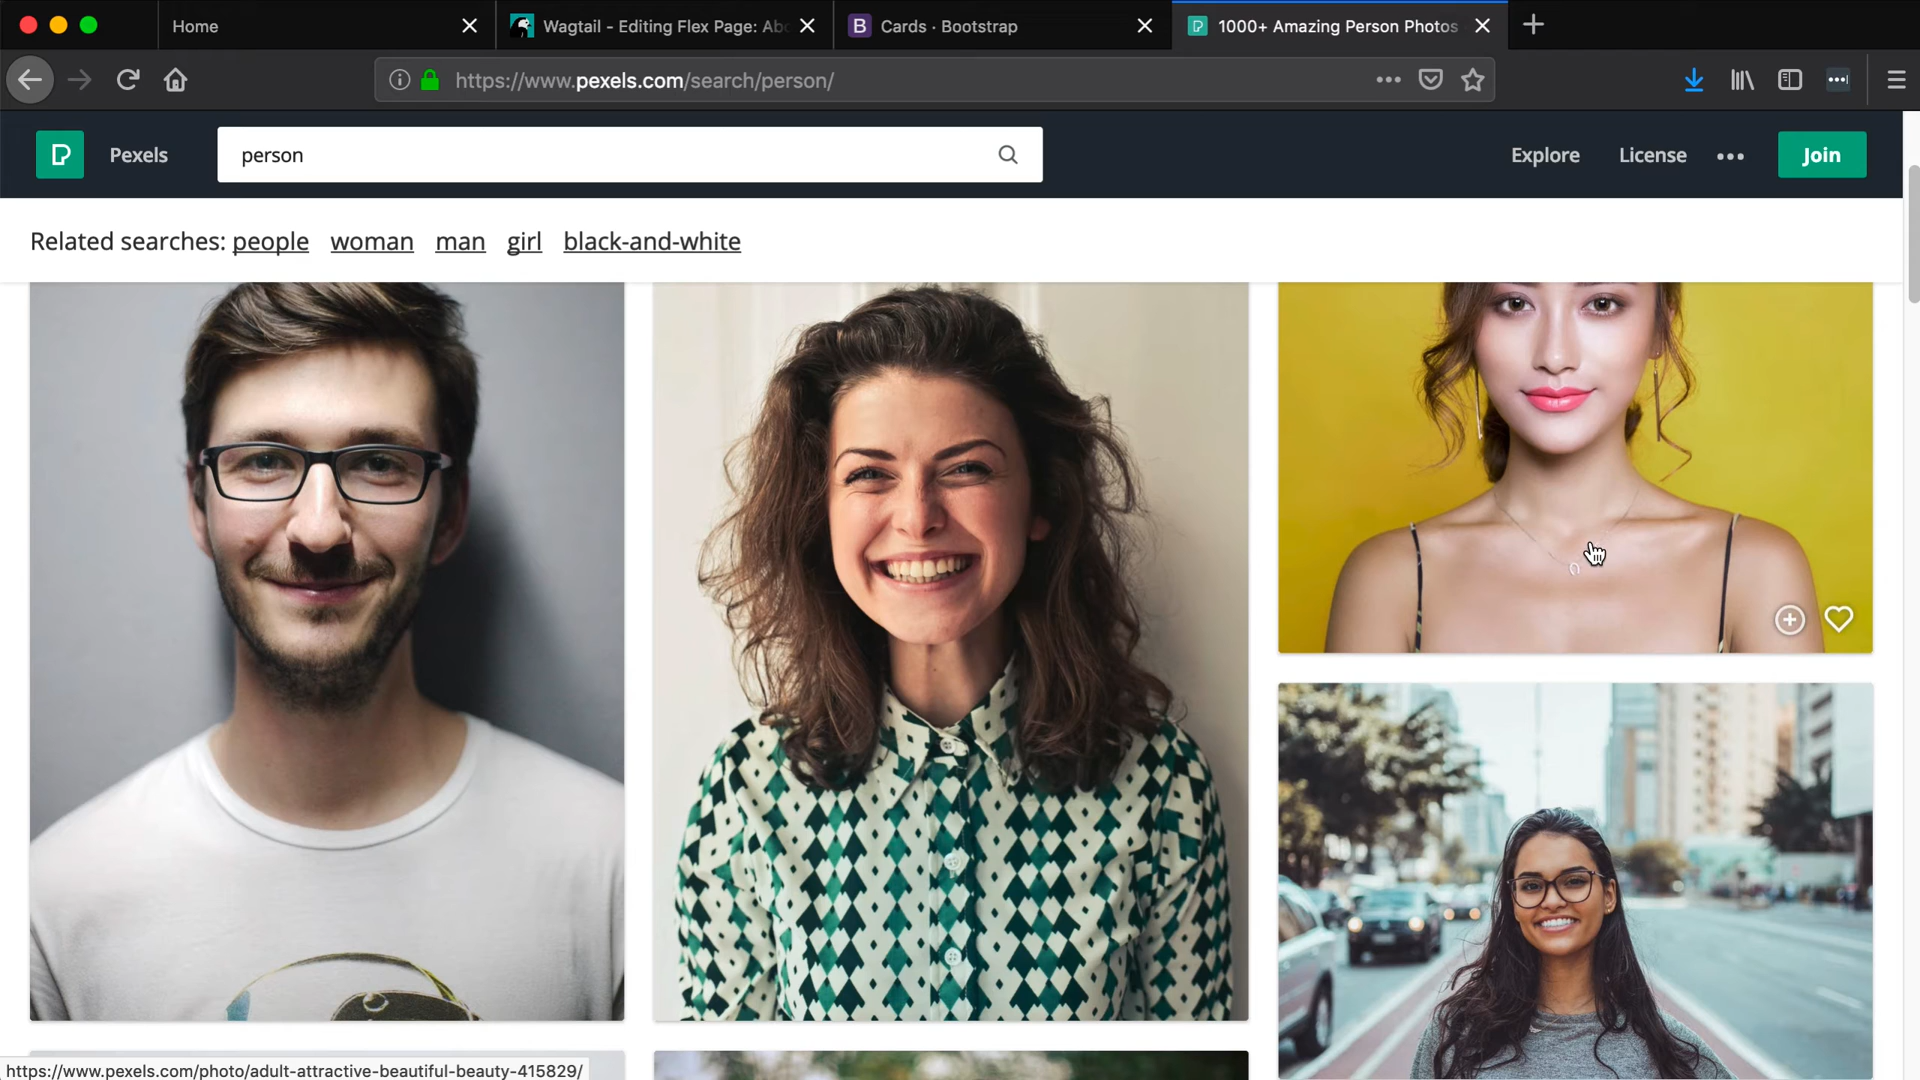 Home
Wagtail - Editing Flex Page: Abo
Cards · Bootstrap
1000+ Amazing Person Photos
https://www.pexels.com/search/person/
Pexels
person
Explore
License
Join
Related searches: people woman man girl black-and-white
https://www.pexels.com/photo/adult-attractive-beautiful-beauty-415829/